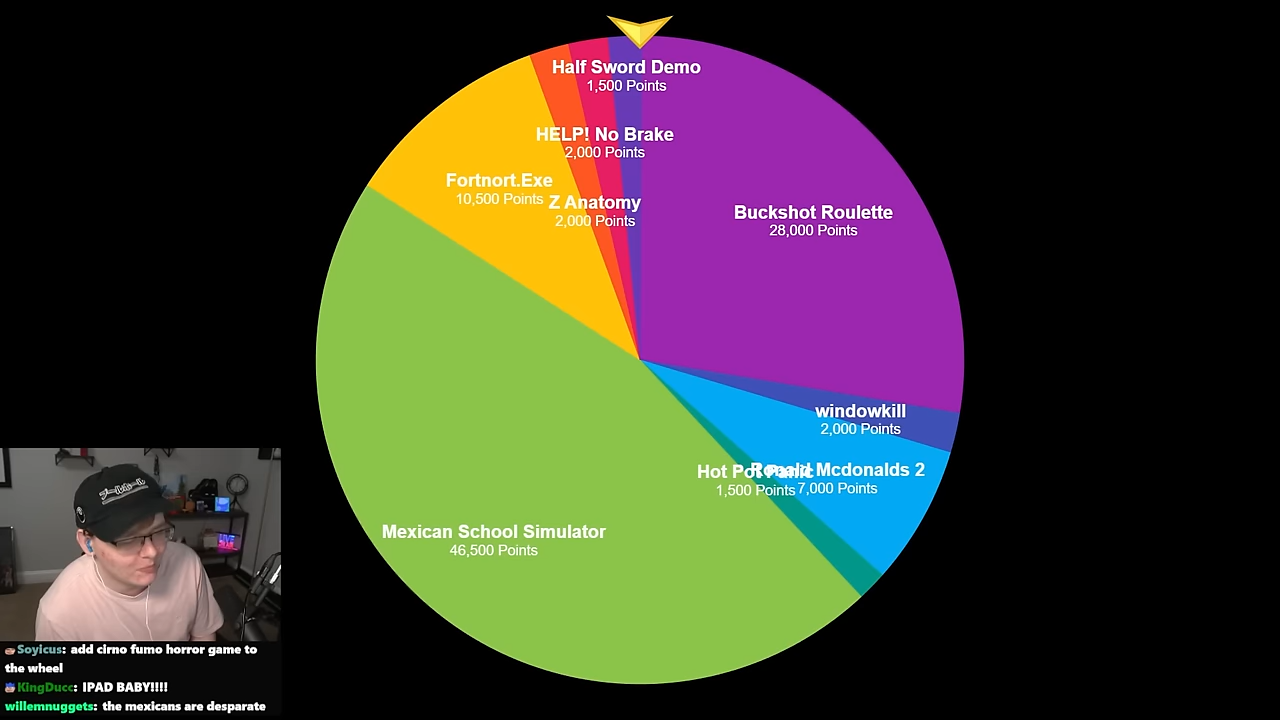 Half Sword Demo
1,500 Points
HELP! No Brake
2,000 Points
Fortnort.Exe
10,500 Points
Z Anatomy
2,000 Points
Buckshot Roulette
28,000 Points
windowkill
2,000 Points
Ronald Mcdonalds 2
7,000 Points
Hot Pot Panic
1,500 Points
Mexican School Simulator
46,500 Points
Soyicus: add cirno fumo horror game to
the wheel
KingDucc: IPAD BABY!!!!
willemnuggets: the mexicans are desparate